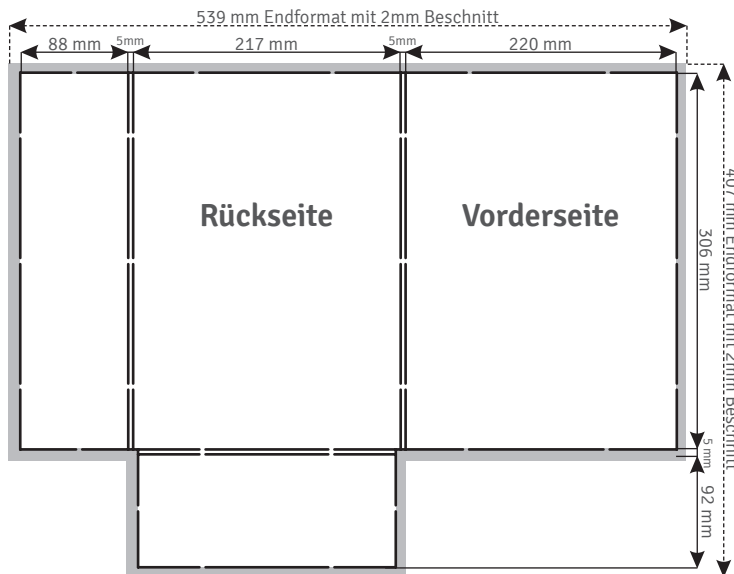 539 mm Endformat mit 2mm Beschnitt
88 mm
5mm
217 mm
5mm
220 mm
Rückseite
Vorderseite
306 mm
407 mm Endformat mit 2mm Beschnitt
5 mm
92 mm